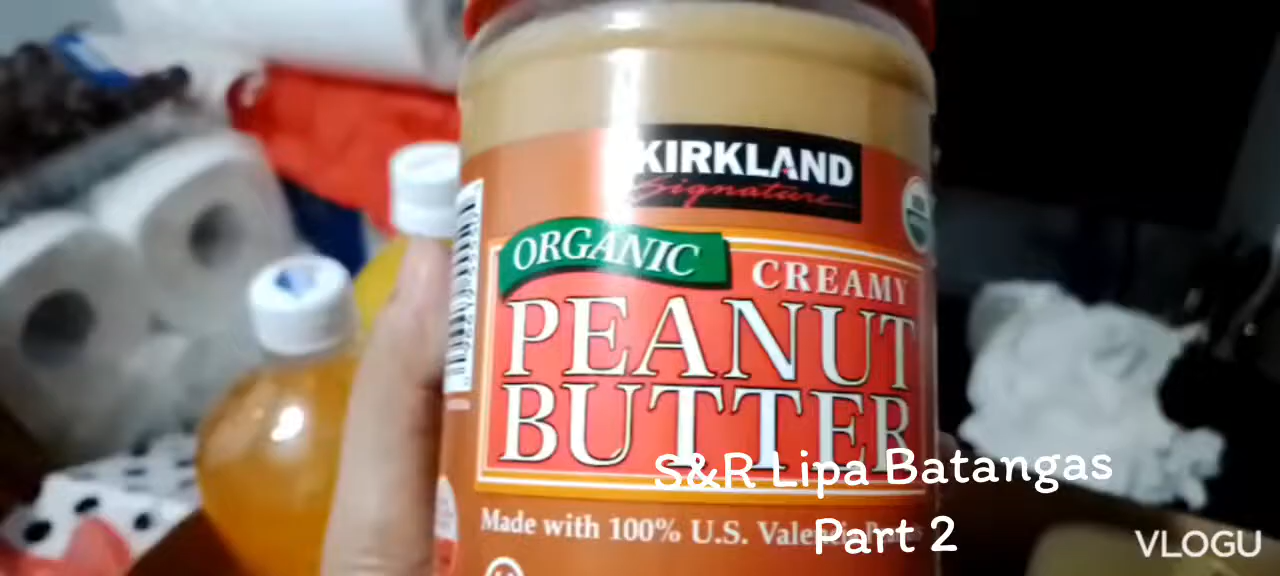 KIRKLAND
Signature
ORGANIC
CREAMY
PEANUT
BUTTER
S&R Lipa Batangas
Made with 100% U.S.
Part 2
VLOGU